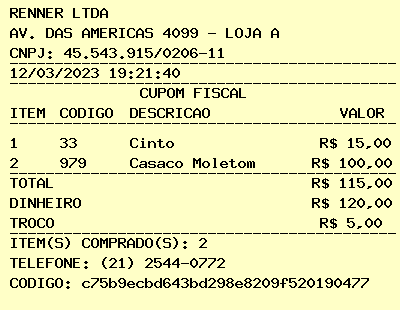 RENNER LTDA
AV. DAS AMERICAS 4099 - LOJA A
CNPJ: 45.543.915/0206-11
12/03/2023 19:21:40
CUPOM FISCAL
ITEM CODIGO DESCRICAO VALOR
1 33 Cinto R$ 15,00
2 979 Casaco Moletom R$ 100,00
TOTAL R$ 115,00
DINHEIRO R$ 120,00
TROCO R$ 5,00
ITEM(S) COMPRADO(S): 2
TELEFONE: (21) 2544-0772
CODIGO: c75b9ecbd643bd298e8209f520190477